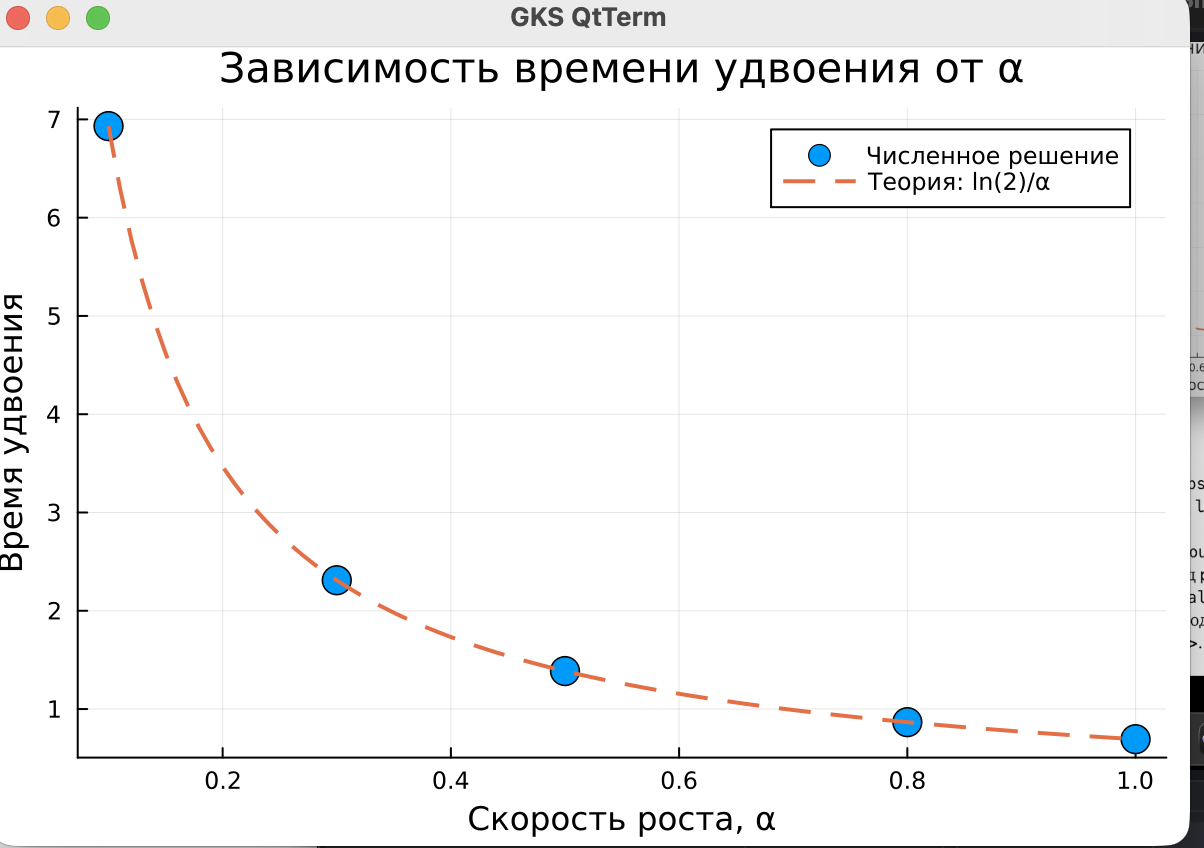 GKS QtTerm
Зависимость времени удвоения от α
7
6
5
4
3
2
1
Время удвоения
Численное решение
Теория: ln(2)/α
0.2 0.4 0.6 0.8 1.0
Скорость роста, α